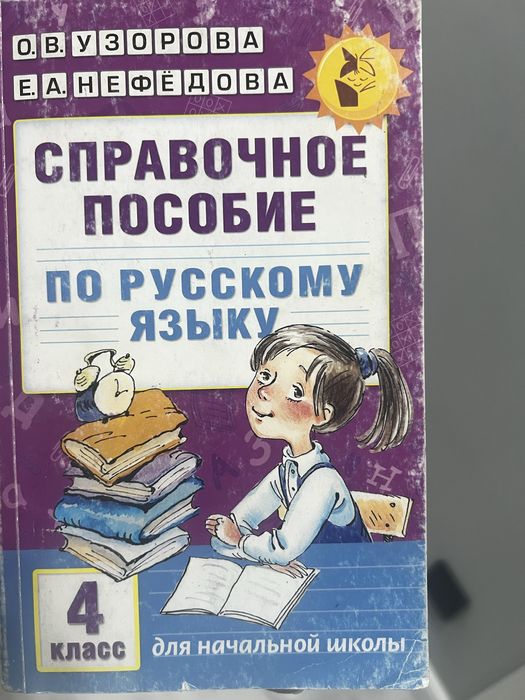 О.В. УЗОРОВА
Е.А. НЕФЁДОВА
СПРАВОЧНОЕ
ПОСОБИЕ
ПО РУССКОМУ
ЯЗЫКУ
4
класс
для начальной школы